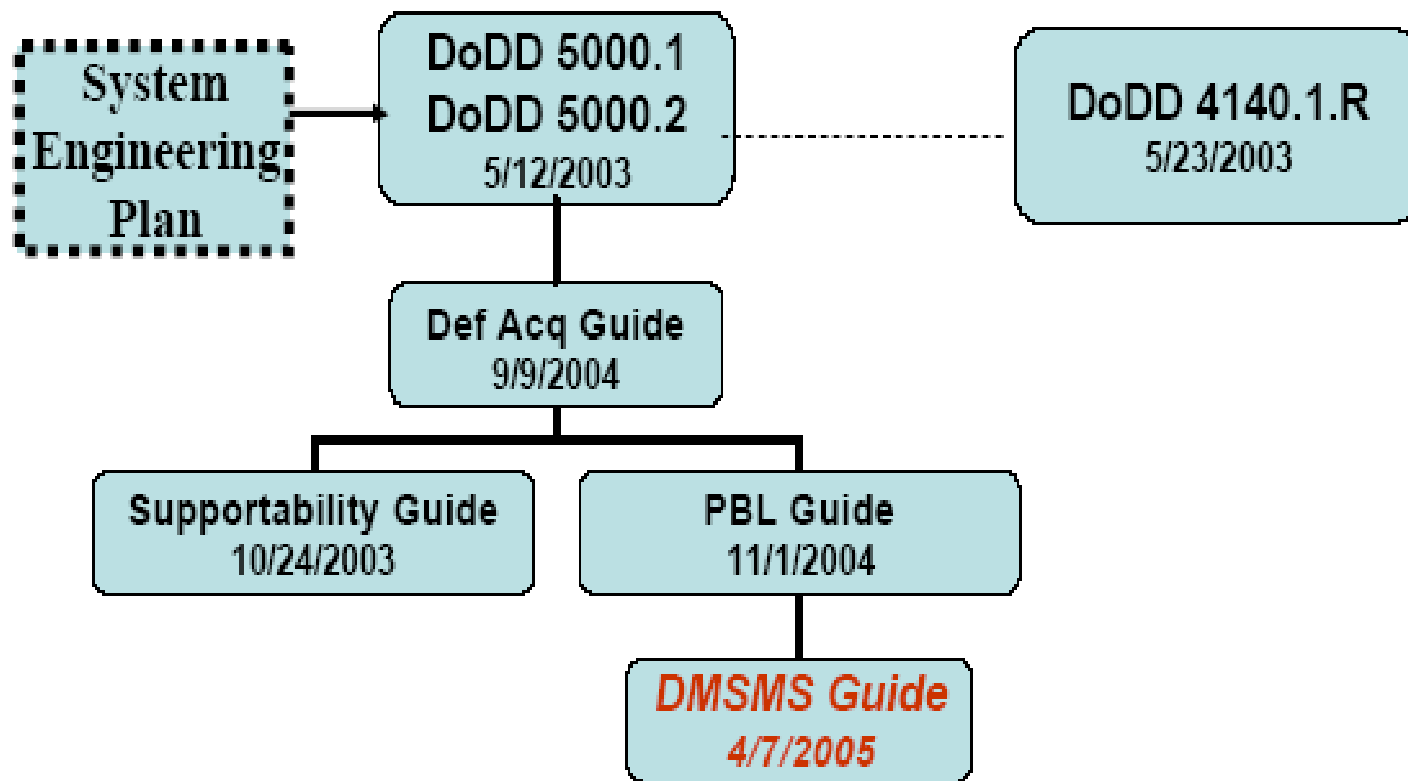 System
Engineering
Plan
DoDD 5000.1
DoDD 5000.2
5/12/2003
DoDD 4140.1.R
5/23/2003
Def Acq Guide
9/9/2004
Supportability Guide
10/24/2003
PBL Guide
11/1/2004
DMSMS Guide
4/7/2005